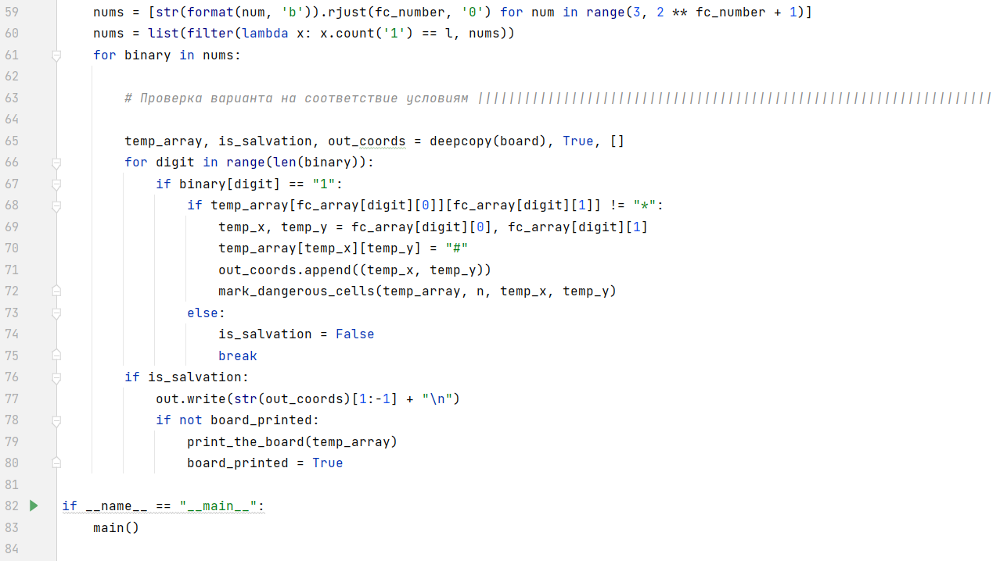 59 nums = [str(format(num, 'b')).rjust(fc_number, '0') for num in range(3, 2 ** fc_number + 1)]
60 nums = list(filter(lambda x: x.count('1') == l, nums))
61 for binary in nums:
62
63 # Проверка варианта на соответствие условиям ||||||||||||||||||||||||||||||||||||||||||||||||||||||||||||||||||
64
65 temp_array, is_salvation, out_coords = deepcopy(board), True, []
66 for digit in range(len(binary)):
67 if binary[digit] == "1":
68 if temp_array[fc_array[digit][0]][fc_array[digit][1]] != "*":
69 temp_x, temp_y = fc_array[digit][0], fc_array[digit][1]
70 temp_array[temp_x][temp_y] = "#"
71 out_coords.append((temp_x, temp_y))
72 mark_dangerous_cells(temp_array, n, temp_x, temp_y)
73 else:
74 is_salvation = False
75 break
76 if is_salvation:
77 out.write(str(out_coords)[1:-1] + "\n")
78 if not board_printed:
79 print_the_board(temp_array)
80 board_printed = True
81
82 if __name__ == "__main__":
83 main()
84